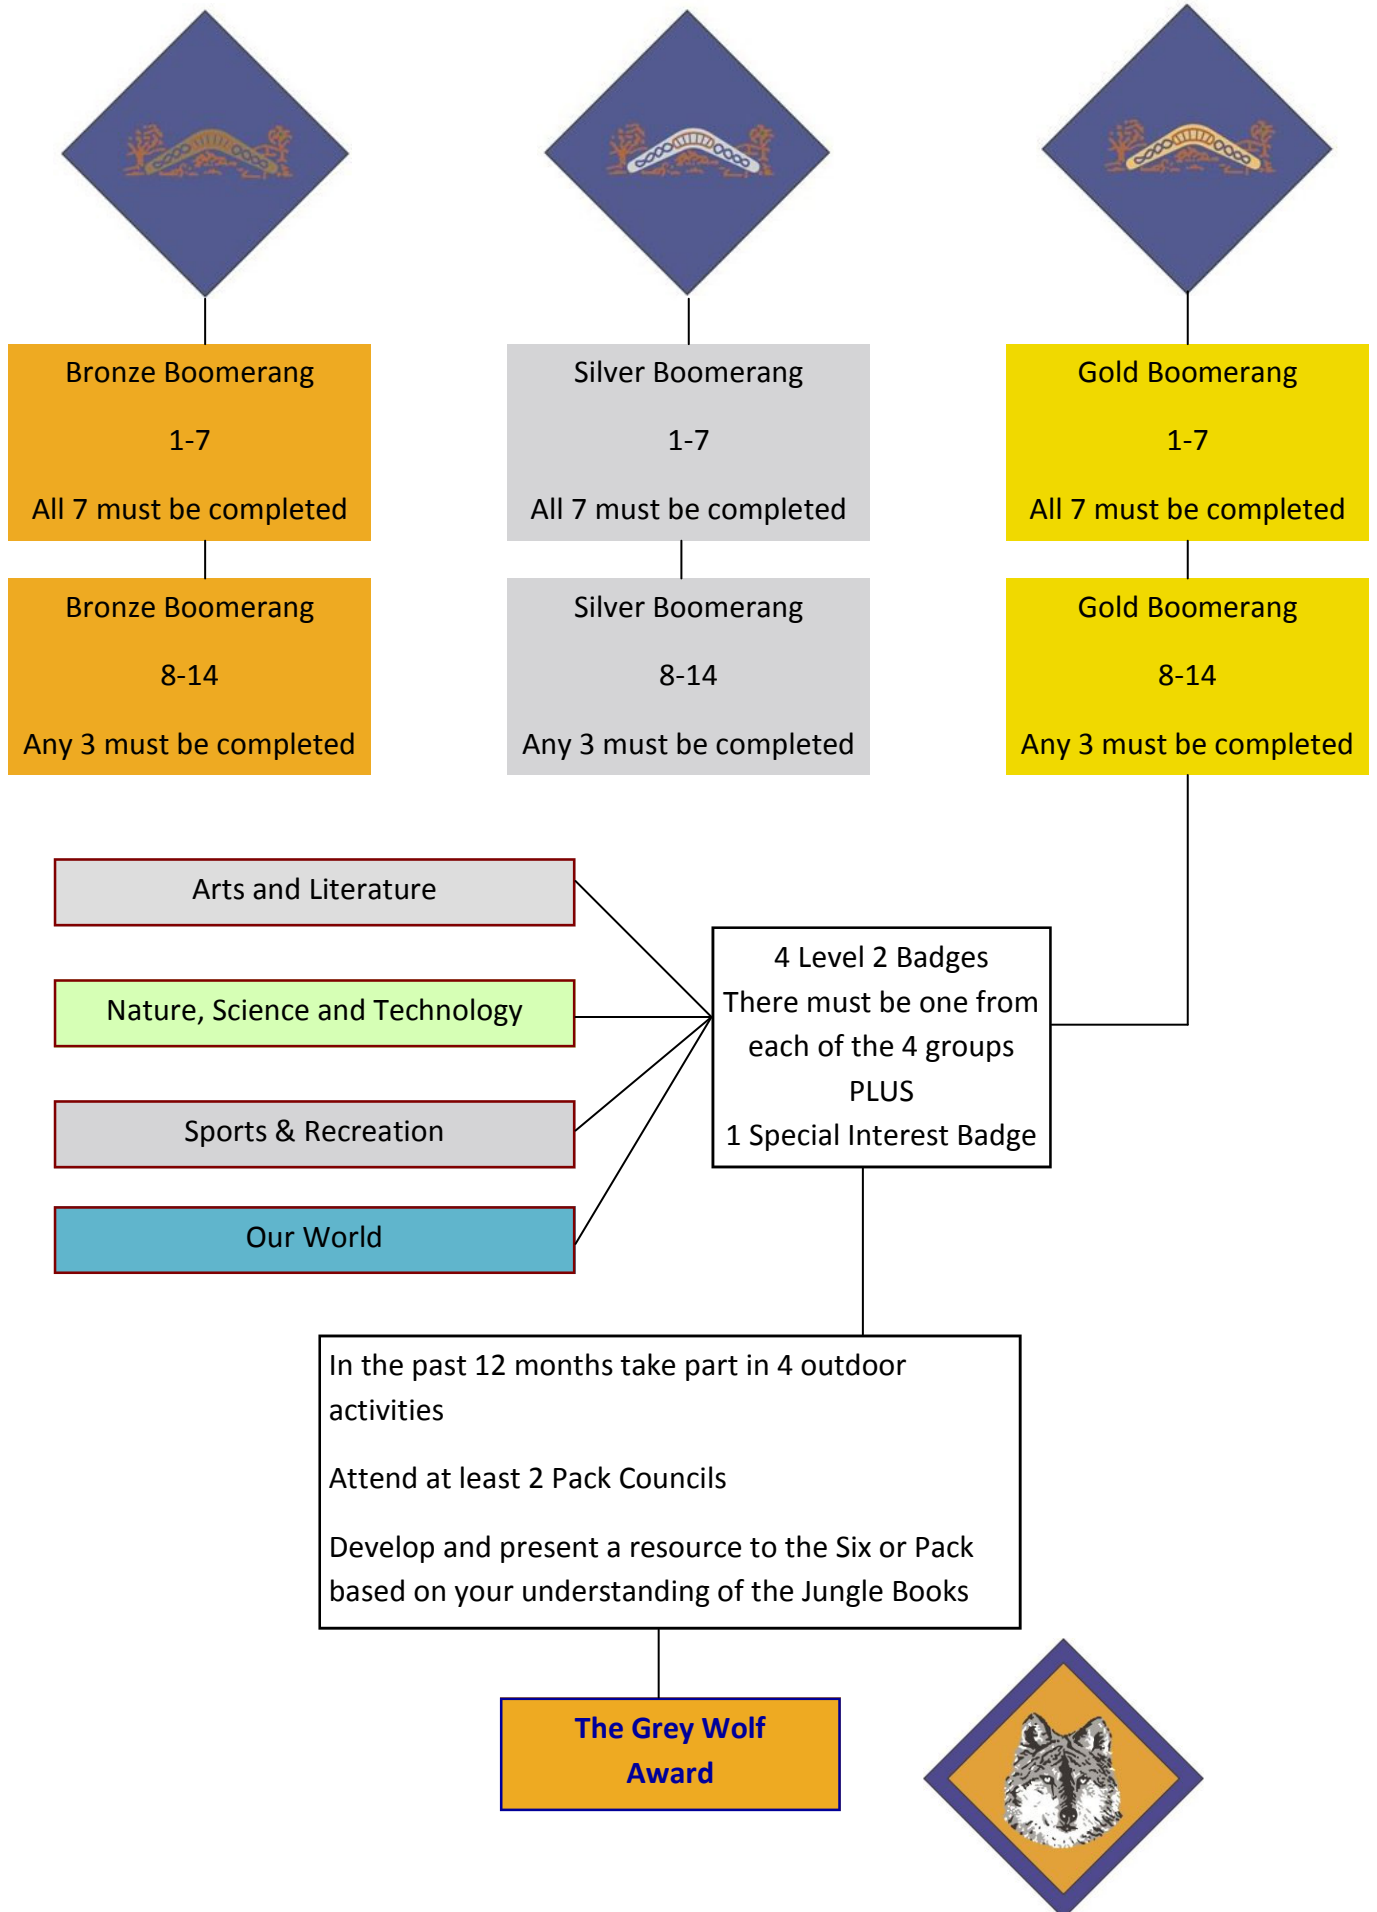 Bronze Boomerang
1-7
All 7 must be completed
Silver Boomerang
1-7
All 7 must be completed
Gold Boomerang
1-7
All 7 must be completed
Bronze Boomerang
8-14
Any 3 must be completed
Silver Boomerang
8-14
Any 3 must be completed
Gold Boomerang
8-14
Any 3 must be completed
Arts and Literature
Nature, Science and Technology
Sports & Recreation
Our World
4 Level 2 Badges
There must be one from
each of the 4 groups
PLUS
1 Special Interest Badge
In the past 12 months take part in 4 outdoor
activities
Attend at least 2 Pack Councils
Develop and present a resource to the Six or Pack
based on your understanding of the Jungle Books
The Grey Wolf
Award